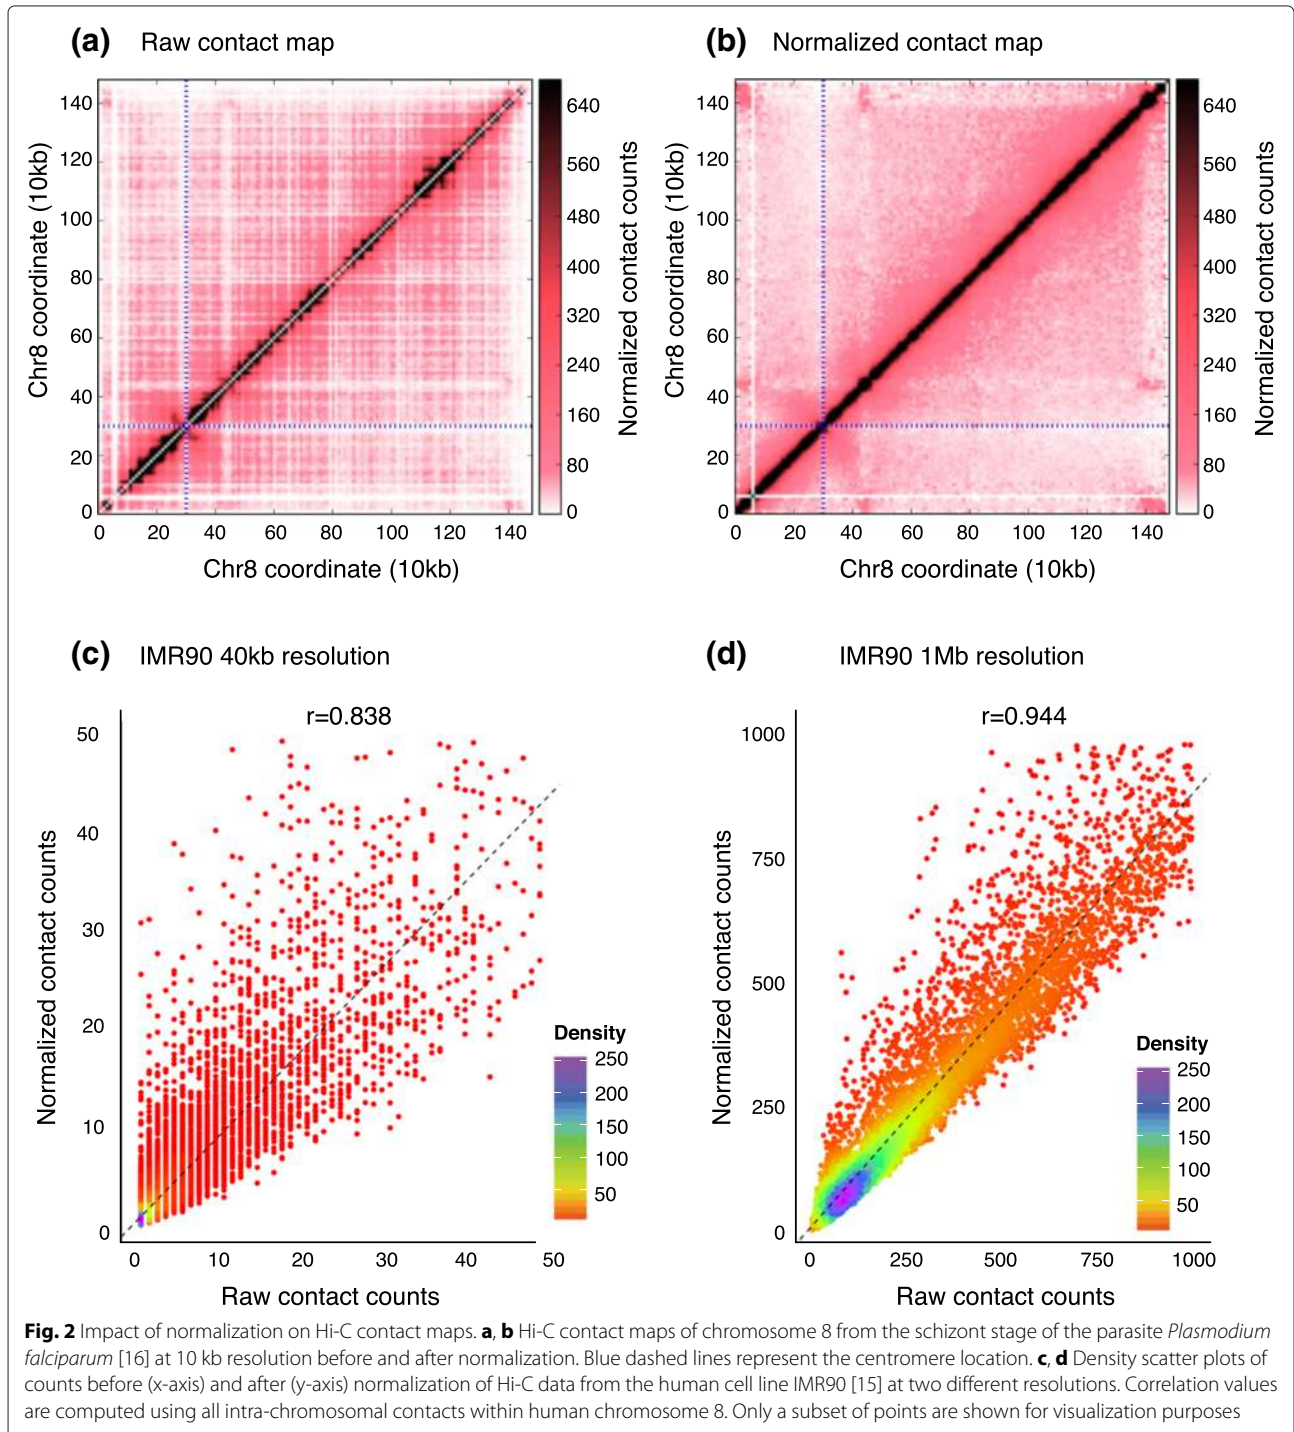 (a) Raw contact map
140
120
100
80
60
40
20
0
Chr8 coordinate (10kb)
0 20 40 60 80 100 120 140
Chr8 coordinate (10kb)
640
560
480
400
320
240
160
80
0
Normalized contact counts
(b) Normalized contact map
140
120
100
80
60
40
20
0
Chr8 coordinate (10kb)
0 20 40 60 80 100 120 140
Chr8 coordinate (10kb)
640
560
480
400
320
240
160
80
0
Normalized contact counts
(c) IMR90 40kb resolution
r=0.838
50
40
30
20
10
0
Normalized contact counts
0 10 20 30 40 50
Raw contact counts
Density
250
200
150
100
50
(d) IMR90 1Mb resolution
r=0.944
1000
750
500
250
0
Normalized contact counts
0 250 500 750 1000
Raw contact counts
Density
250
200
150
100
50
Fig. 2 Impact of normalization on Hi-C contact maps. a, b Hi-C contact maps of chromosome 8 from the schizont stage of the parasite Plasmodium
falciparum [16] at 10 kb resolution before and after normalization. Blue dashed lines represent the centromere location. c, d Density scatter plots of
counts before (x-axis) and after (y-axis) normalization of Hi-C data from the human cell line IMR90 [15] at two different resolutions. Correlation values
are computed using all intra-chromosomal contacts within human chromosome 8. Only a subset of points are shown for visualization purposes